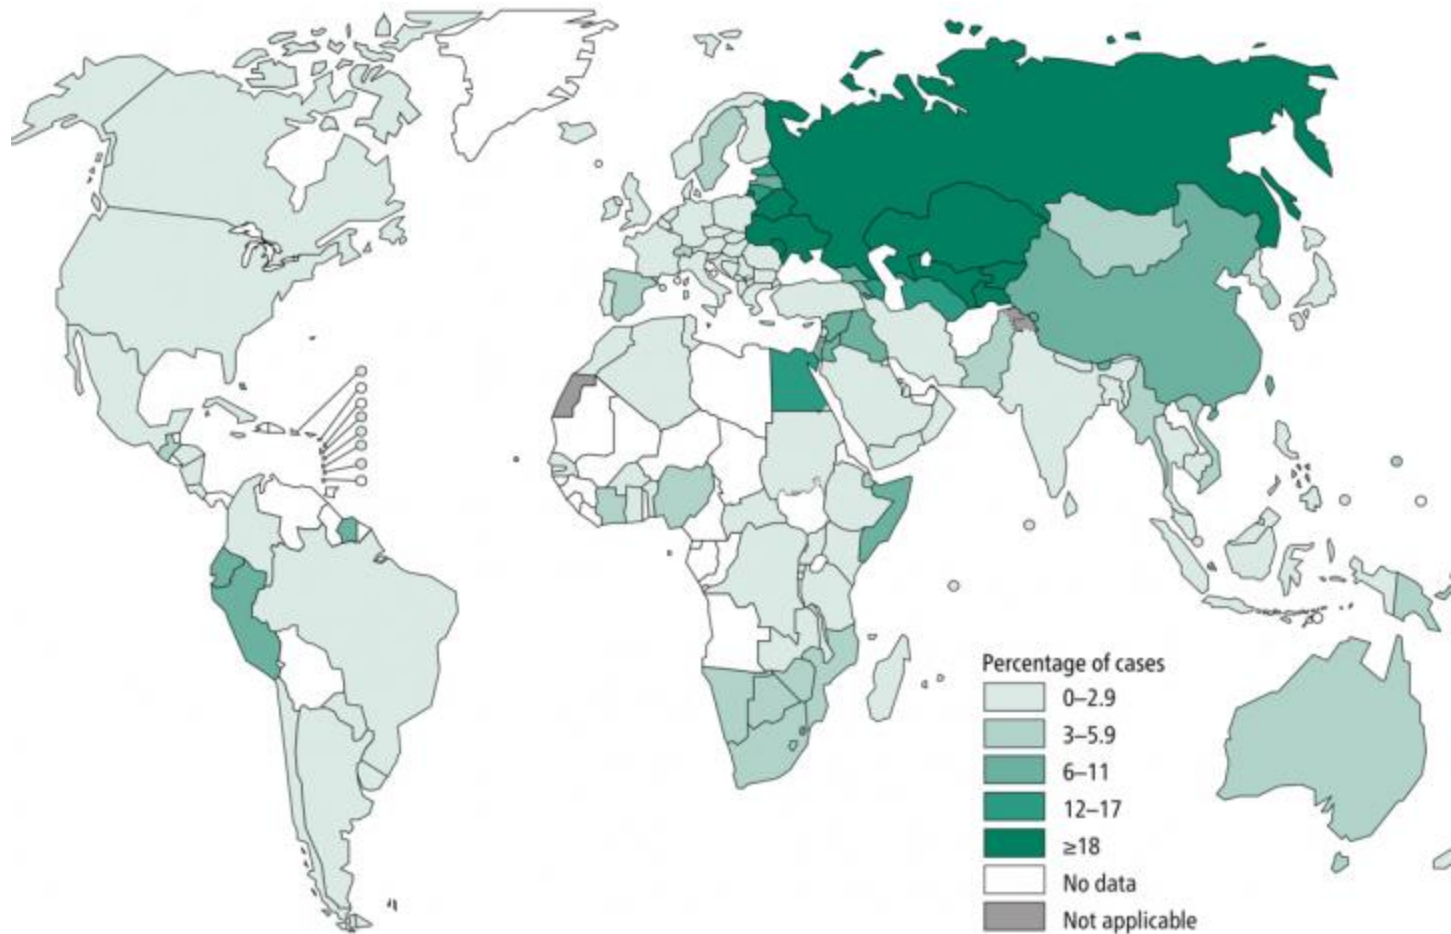 Percentage of cases
0–2.9
3–5.9
6–11
12–17
≥18
No data
Not applicable